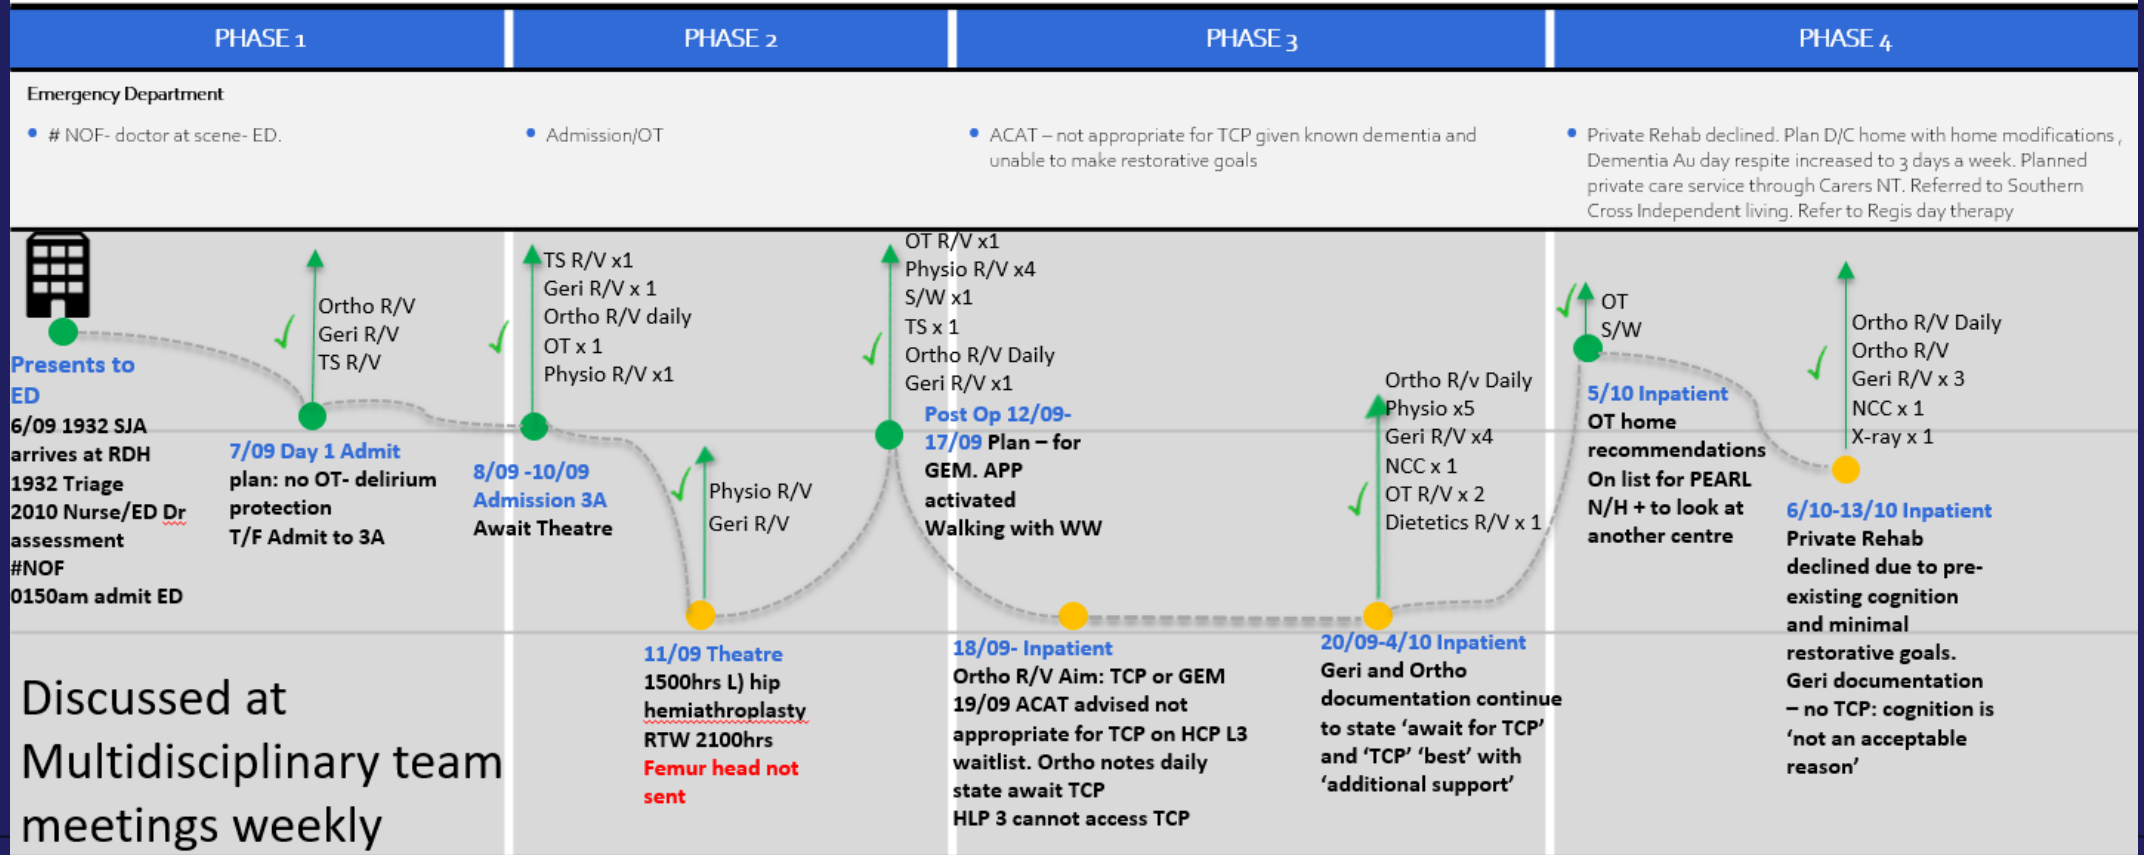 PHASE 1
PHASE 2
PHASE 3
PHASE 4
Emergency Department
# NOF- doctor at scene- ED.
Admission/OT
ACAT – not appropriate for TCP given known dementia and
unable to make restorative goals
Private Rehab declined. Plan D/C home with home modifications ,
Dementia Au day respite increased to 3 days a week. Planned
private care service through Carers NT. Referred to Southern
Cross Independent living. Refer to Regis day therapy
Presents to
ED
6/09 1932 SJA
arrives at RDH
1932 Triage
2010 Nurse/ED Dr
assessment
#NOF
0150am admit ED
Ortho R/V
Geri R/V
TS R/V
7/09 Day 1 Admit
plan: no OT- delirium
protection
T/F Admit to 3A
TS R/V x1
Geri R/V x 1
Ortho R/V daily
OT x 1
Physio R/V x1
8/09 -10/09
Admission 3A
Await Theatre
Physio R/V
Geri R/V
11/09 Theatre
1500hrs L) hip
hemiathroplasty
RTW 2100hrs
Femur head not
sent
OT R/V x1
Physio R/V x4
S/W x1
TS x 1
Ortho R/V Daily
Geri R/V x1
Post Op 12/09-
17/09 Plan – for
GEM. APP
activated
Walking with WW
18/09- Inpatient
Ortho R/V Aim: TCP or GEM
19/09 ACAT advised not
appropriate for TCP on HCP L3
waitlist. Ortho notes daily
state await TCP
HLP 3 cannot access TCP
Ortho R/v Daily
Physio x5
Geri R/V x4
NCC x 1
OT R/V x 2
Dietetics R/V x 1
20/09-4/10 Inpatient
Geri and Ortho
documentation continue
to state ‘await for TCP’
and ‘TCP’ ‘best’ with
‘additional support’
OT
S/W
5/10 Inpatient
OT home
recommendations
On list for PEARL
N/H + to look at
another centre
Ortho R/V Daily
Ortho R/V
Geri R/V x 3
NCC x 1
X-ray x 1
6/10-13/10 Inpatient
Private Rehab
declined due to pre-
existing cognition
and minimal
restorative goals.
Geri documentation
– no TCP: cognition is
‘not an acceptable
reason’
Discussed at
Multidisciplinary team
meetings weekly